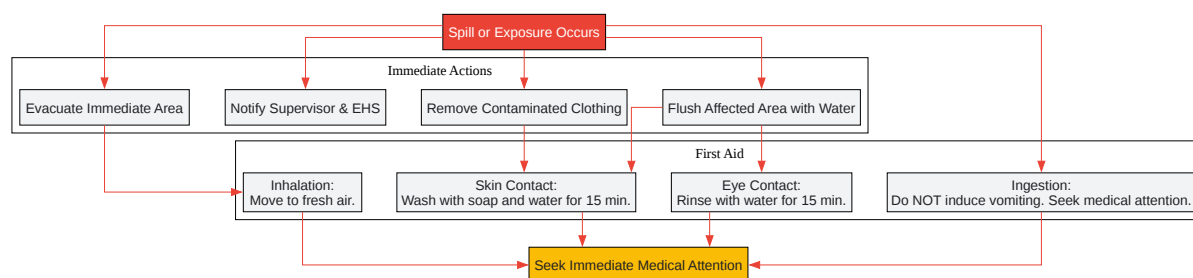 Spill or Exposure Occurs
Immediate Actions
Evacuate Immediate Area
Notify Supervisor & EHS
Remove Contaminated Clothing
Flush Affected Area with Water
First Aid
Inhalation:
Move to fresh air.
Skin Contact:
Wash with soap and water for 15 min.
Eye Contact:
Rinse with water for 15 min.
Ingestion:
Do NOT induce vomiting. Seek medical attention.
Seek Immediate Medical Attention